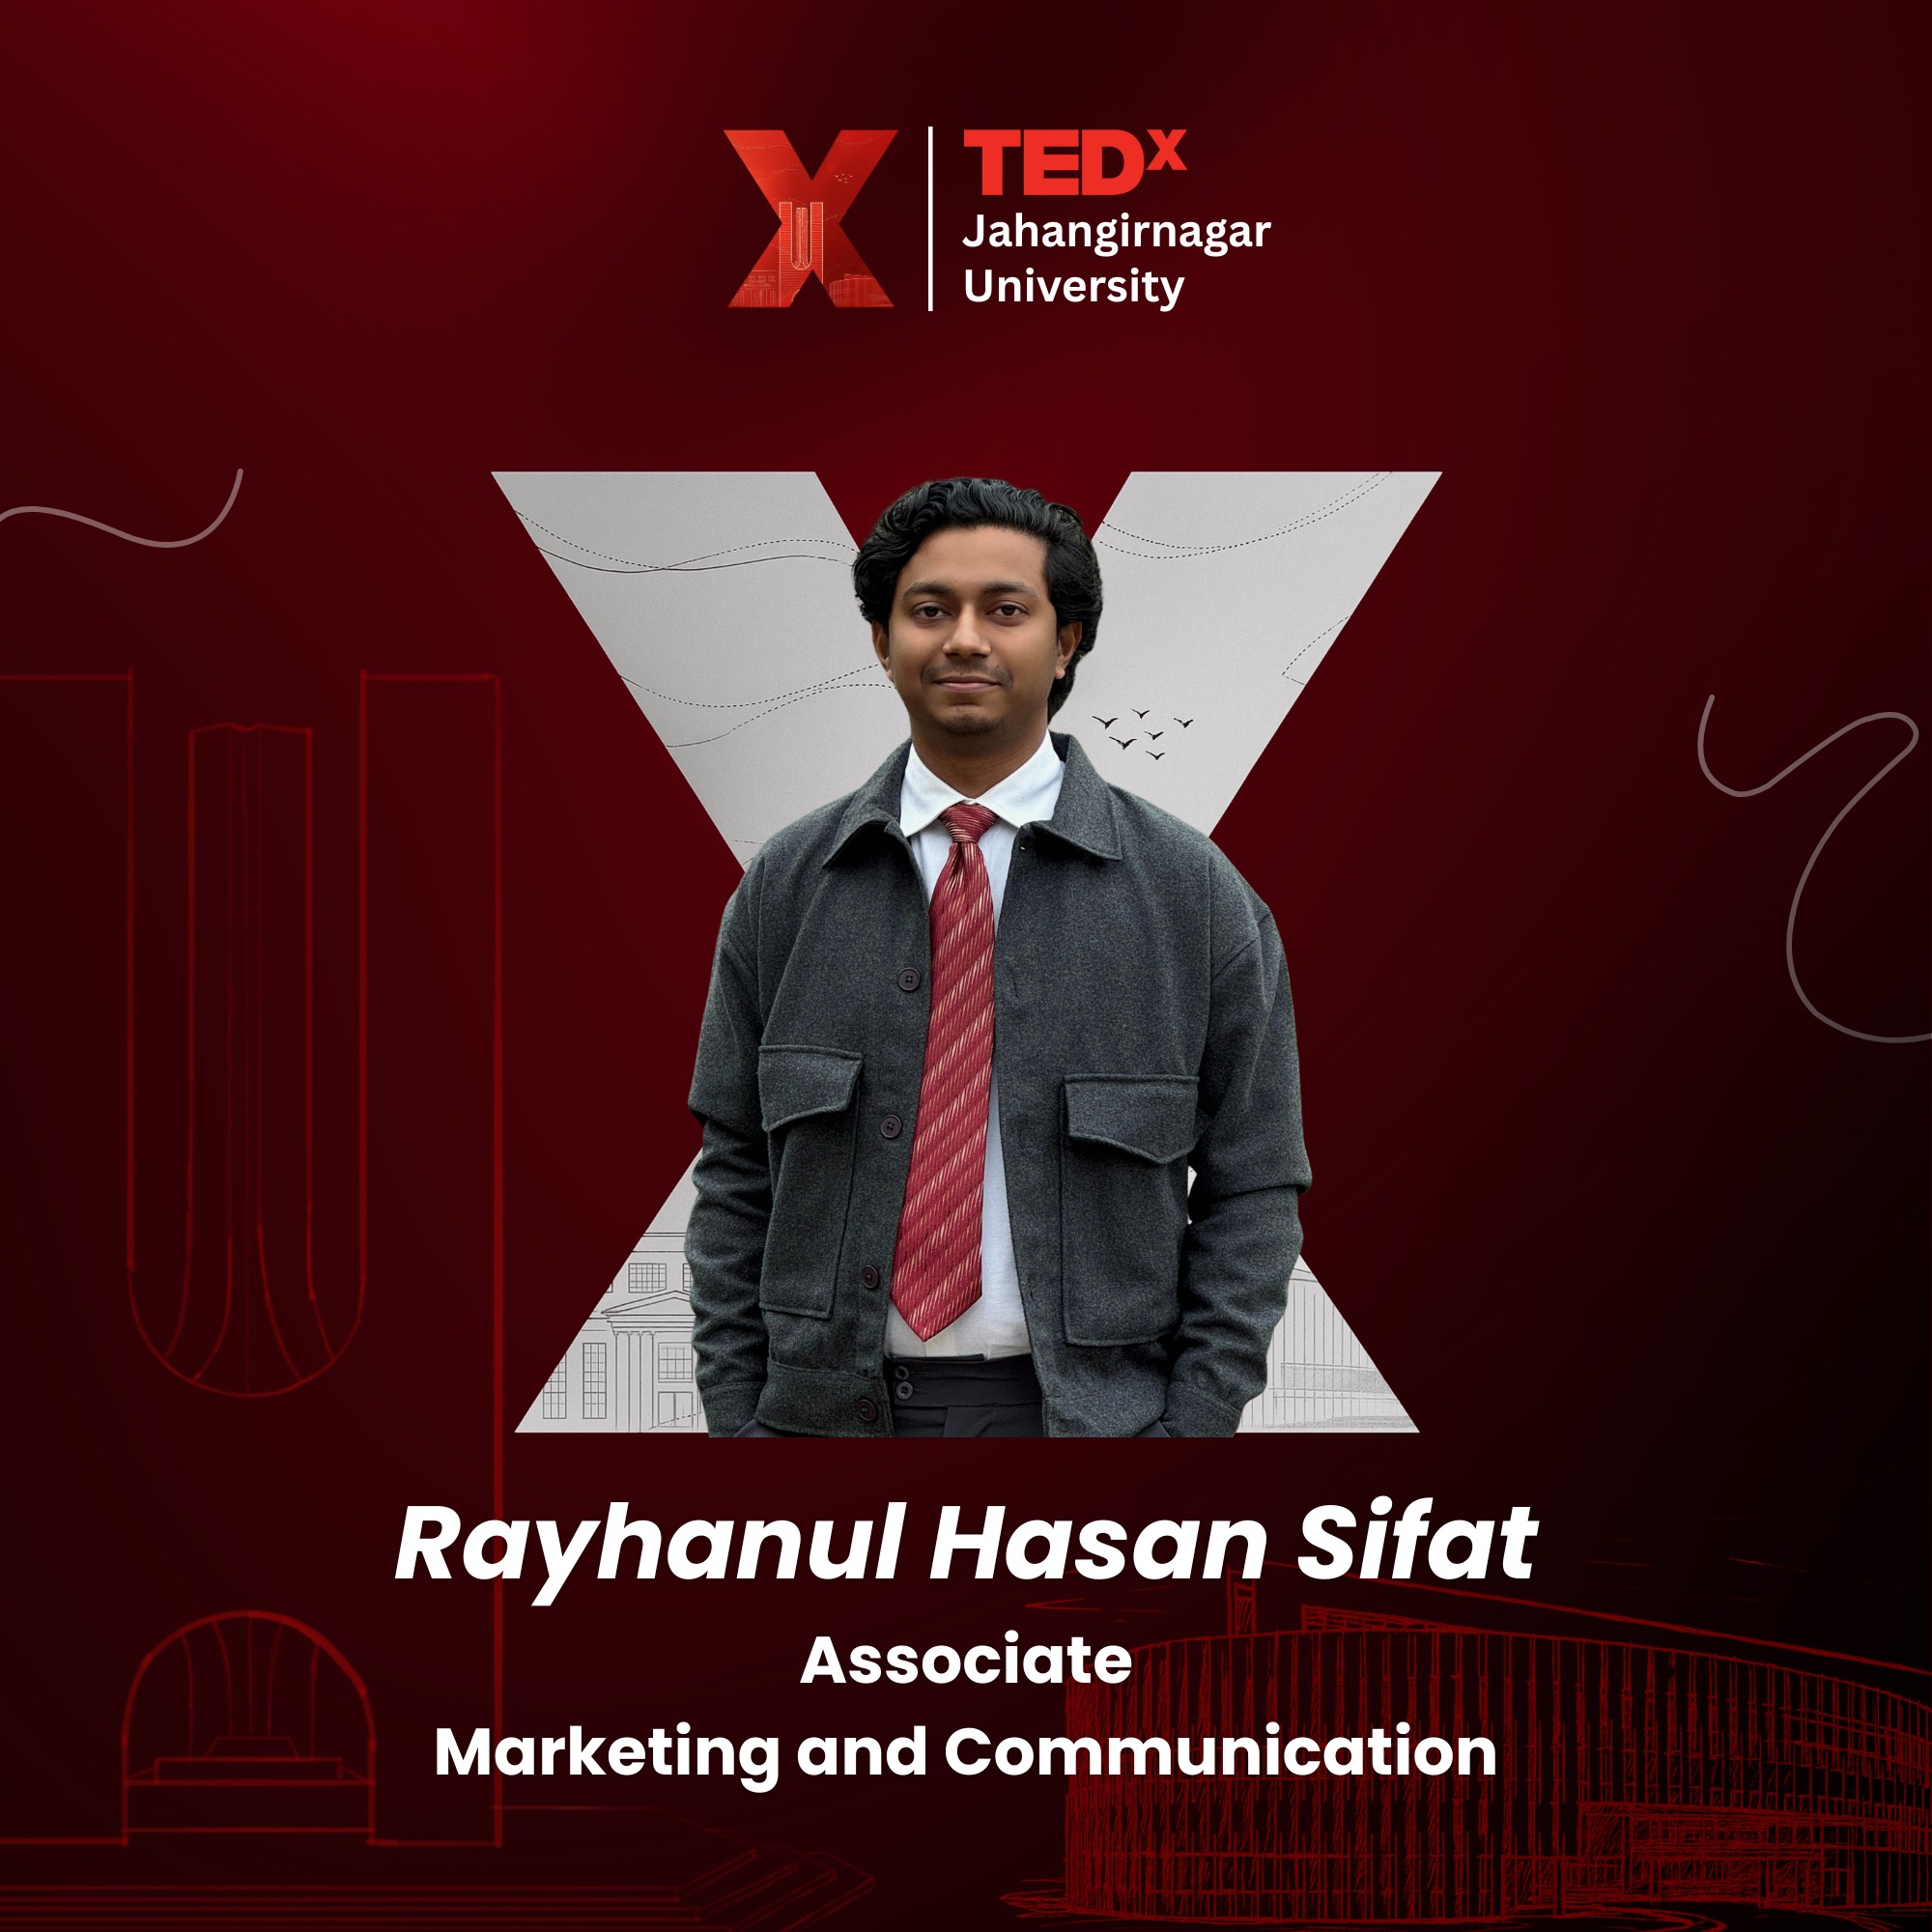 TEDx
Jahangirnagar
University
Rayhanul Hasan Sifat
Associate
Marketing and Communication